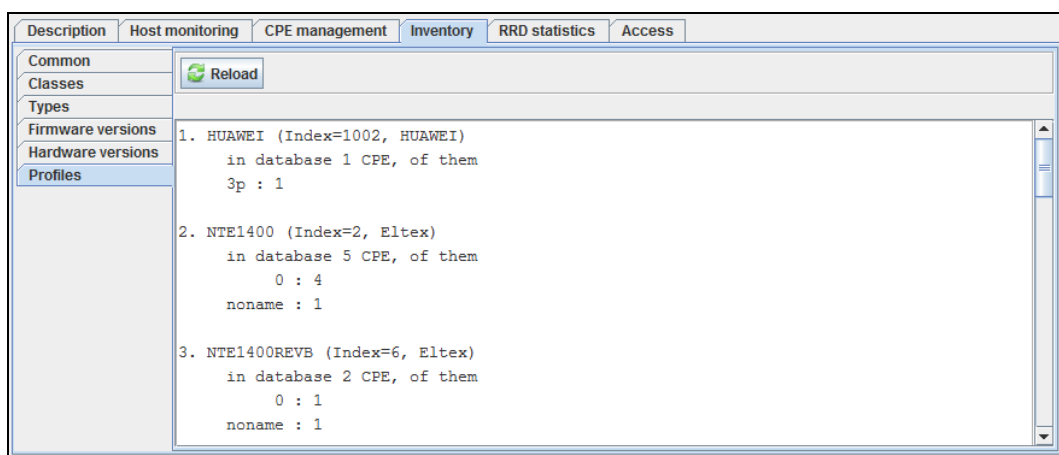 Description Host monitoring CPE management Inventory RRD statistics Access
Common
Classes
Types
Firmware versions
Hardware versions
Profiles
Reload
1. HUAWEI (Index=1002, HUAWEI)
in database 1 CPE, of them
3p : 1
2. NTE1400 (Index=2, Eltex)
in database 5 CPE, of them
0 : 4
noname : 1
3. NTE1400REVB (Index=6, Eltex)
in database 2 CPE, of them
0 : 1
noname : 1